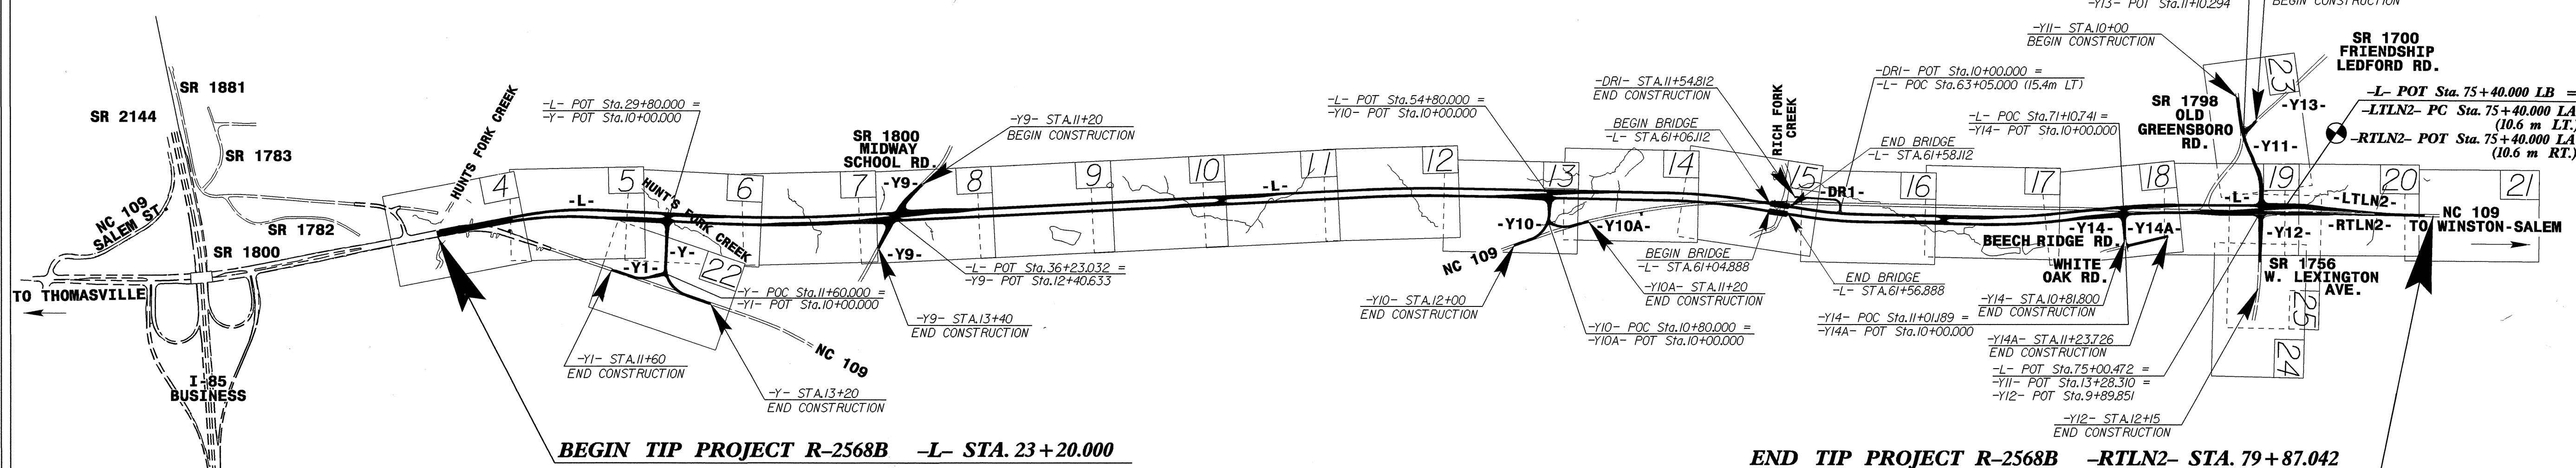 -Y13- POT Sta.11+10.294
BEGIN CONSTRUCTION
-Y11- STA.10+00
BEGIN CONSTRUCTION
SR 1700
FRIENDSHIP
LEDFORD RD.
23
-L- POT Sta. 75+40.000 LB =
-LTLN2- PC Sta. 75+40.000 LA
(10.6 m LT.)
-RTLN2- POT Sta. 75+40.000 LA
(10.6 m RT.)
SR 1798
OLD
GREENSBORO
RD.
-Y13-
-Y11-
SR 1881
SR 2144
SR 1783
HUNTS FORK CREEK
-L- POT Sta.29+80.000 =
-Y- POT Sta.10+00.000
SR 1800
MIDWAY
SCHOOL RD.
-Y9- STA.11+20
BEGIN CONSTRUCTION
-L- POT Sta.54+80.000 =
-Y10- POT Sta.10+00.000
-DR1- STA.11+54.812
END CONSTRUCTION
BEGIN BRIDGE
-L- STA.61+06.112
RICH FORK
CREEK
-DR1- POT Sta.10+00.000 =
-L- POC Sta.63+05.000 (15.4m LT)
END BRIDGE
-L- STA.61+58.112
-L- POC Sta.71+10.741 =
-Y14- POT Sta.10+00.000
4
5
6
7
8
9
10
11
12
13
14
15
16
17
18
19
20
21
NC 109
SALEM ST.
SR 1782
SR 1800
TO THOMASVILLE
I-85
BUSINESS
-L-
HUNT'S FORK CREEK
-Y-
-Y1-
22
-Y9-
-Y9-
-L-
-Y10-
-Y10A-
-DR1-
-L-
-LTLN2-
-RTLN2-
NC 109
TO WINSTON-SALEM
-Y14-
-Y14A-
-Y12-
BEECH RIDGE RD.
WHITE
OAK RD.
SR 1756
W. LEXINGTON
AVE.
25
24
NC 109
-Y- POC Sta.11+60.000 =
-Y1- POT Sta.10+00.000
-L- POT Sta.36+23.032 =
-Y9- POT Sta.12+40.633
-Y9- STA.13+40
END CONSTRUCTION
-Y1- STA.11+60
END CONSTRUCTION
NC 109
-Y- STA.13+20
END CONSTRUCTION
-Y10- STA.12+00
END CONSTRUCTION
BEGIN BRIDGE
-L- STA.61+04.888
-Y10A- STA.11+20
END CONSTRUCTION
-Y10- POC Sta.10+80.000 =
-Y10A- POT Sta.10+00.000
END BRIDGE
-L- STA.61+56.888
-Y14- STA.10+81.800
END CONSTRUCTION
-Y14- POC Sta.11+01.189 =
-Y14A- POT Sta.10+00.000
-Y14A- STA.11+23.726
END CONSTRUCTION
-L- POT Sta.75+00.472 =
-Y11- POT Sta.13+28.310 =
-Y12- POT Sta.9+89.851
-Y12- STA.12+15
END CONSTRUCTION
BEGIN TIP PROJECT R-2568B -L- STA. 23+20.000
END TIP PROJECT R-2568B -RTLN2- STA. 79+87.042